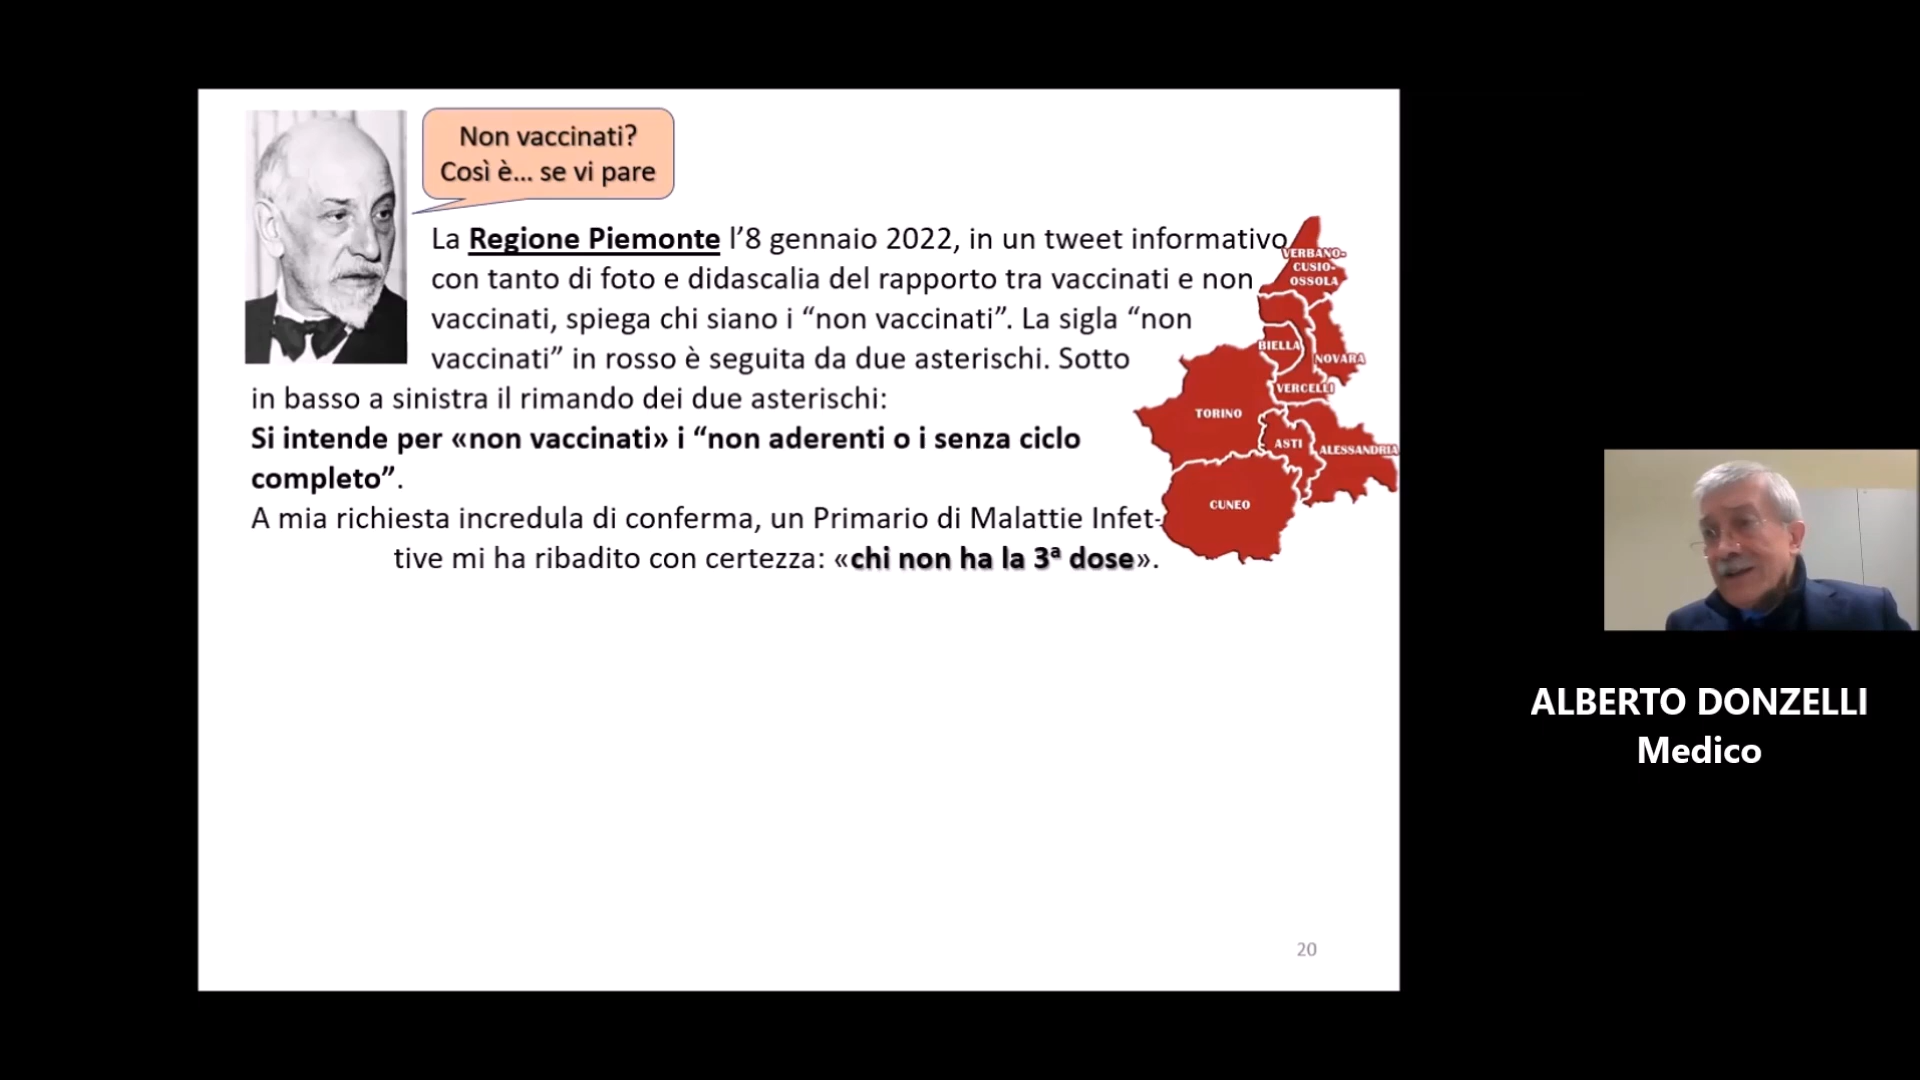 Non vaccinati?
Così è... se vi pare
La Regione Piemonte l’8 gennaio 2022, in un tweet informativo
con tanto di foto e didascalia del rapporto tra vaccinati e non
vaccinati, spiega chi siano i “non vaccinati”. La sigla “non
vaccinati” in rosso è seguita da due asterischi. Sotto
in basso a sinistra il rimando dei due asterischi:
Si intende per «non vaccinati» i “non aderenti o i senza ciclo
completo”.
A mia richiesta incredula di conferma, un Primario di Malattie Infet-
tive mi ha ribadito con certezza: «chi non ha la 3ª dose».
VERBANO-
CUSIO-
OSSOLA
BIELLA
NOVARA
VERCELLI
TORINO
ASTI
ALESSANDRIA
CUNEO
20
ALBERTO DONZELLI
Medico